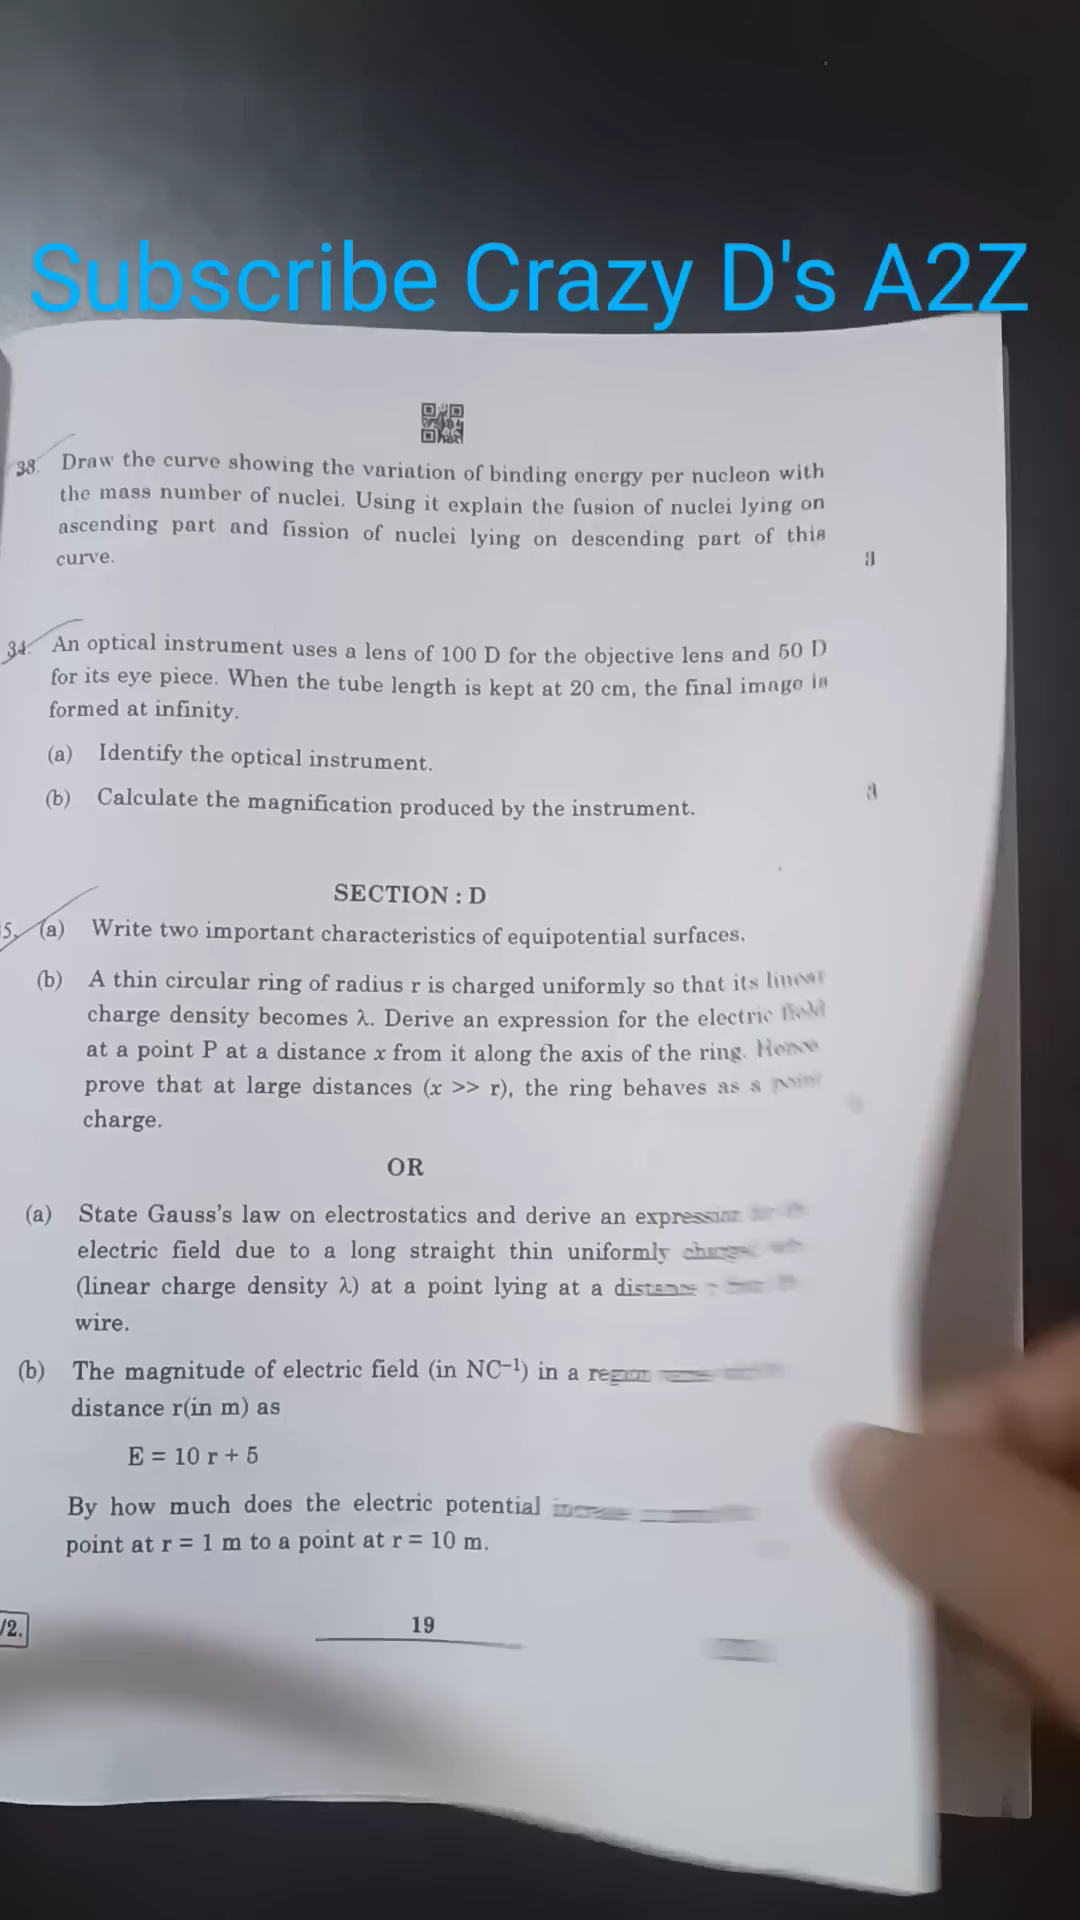 Subscribe Crazy D's A2Z
33. Draw the curve showing the variation of binding energy per nucleon with
the mass number of nuclei. Using it explain the fusion of nuclei lying on
ascending part and fission of nuclei lying on descending part of this
curve.
3
34. An optical instrument uses a lens of 100 D for the objective lens and 50 D
for its eye piece. When the tube length is kept at 20 cm, the final image is
formed at infinity.
(a) Identify the optical instrument.
(b) Calculate the magnification produced by the instrument.
3
SECTION : D
5. (a) Write two important characteristics of equipotential surfaces.
(b) A thin circular ring of radius r is charged uniformly so that its linear
charge density becomes λ. Derive an expression for the electric field
at a point P at a distance x from it along the axis of the ring. Hence
prove that at large distances (x >> r), the ring behaves as a point
charge.
OR
(a) State Gauss's law on electrostatics and derive an expression
electric field due to a long straight thin uniformly
(linear charge density λ) at a point lying at a distance
wire.
(b) The magnitude of electric field (in NC⁻¹) in a region
distance r(in m) as
E = 10 r + 5
By how much does the electric potential increase
point at r = 1 m to a point at r = 10 m.
/2.
19